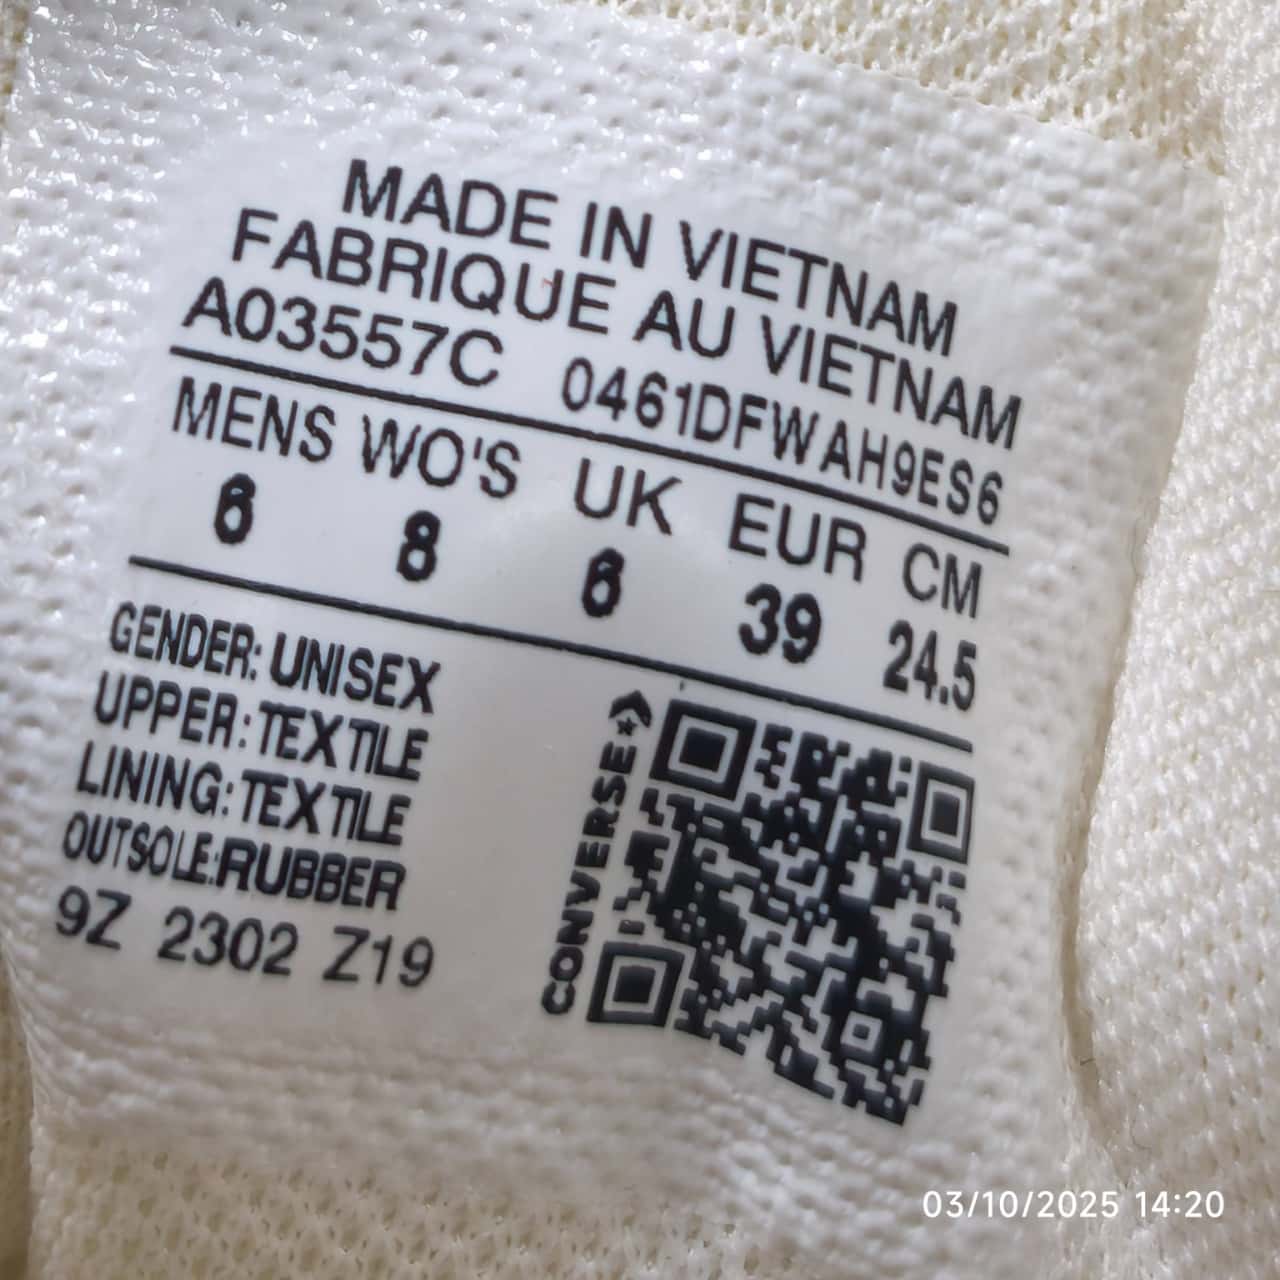 MADE IN VIETNAM
FABRIQUE AU VIETNAM
A03557C 0461DFWAH9ES6
MENS WO'S UK EUR CM
6 8 6 39 24.5
GENDER: UNISEX
UPPER: TEXTILE
LINING: TEXTILE
OUTSOLE:RUBBER
9Z 2302 Z19
CONVERSE
03/10/2025 14:20